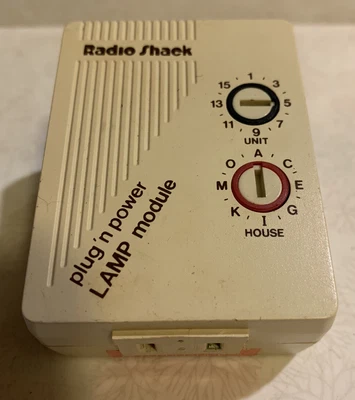 Radio Shack
1
15 3
13 5
11 7
9
UNIT
A
O C
M E
K G
I
HOUSE
plug 'n power
LAMP module